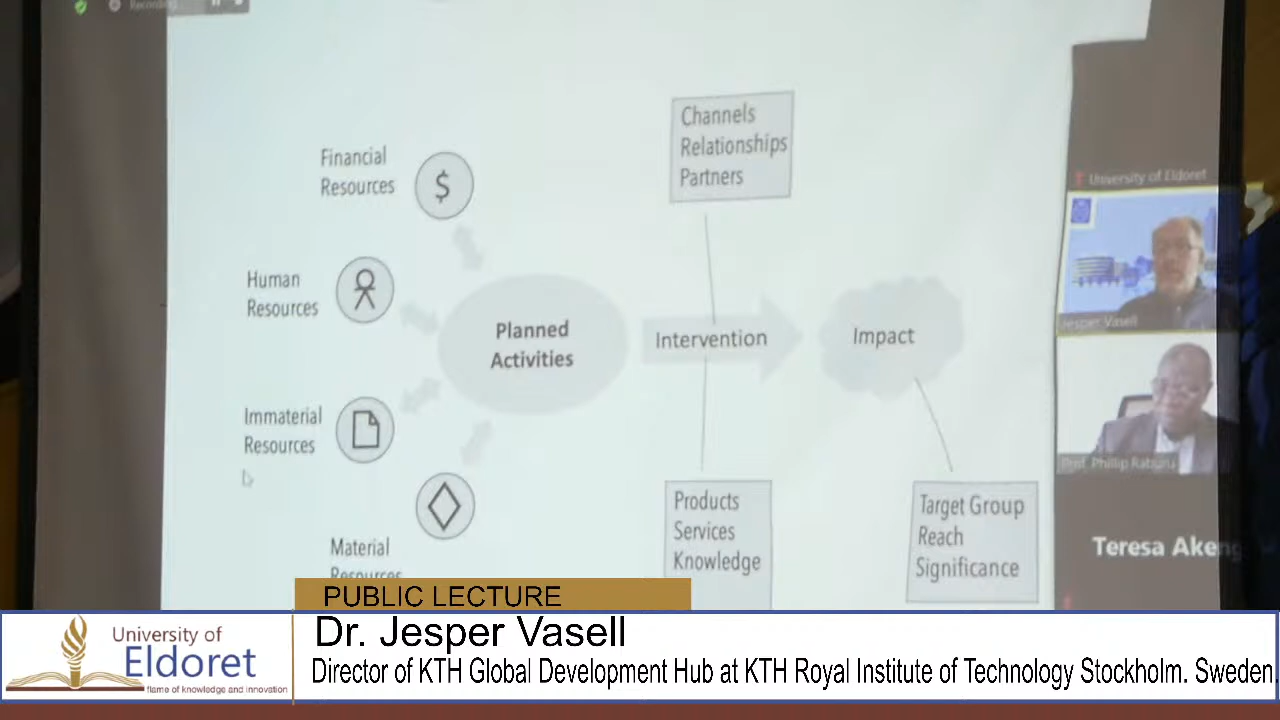 Recording
Financial
Resources
$
Human
Resources
Immaterial
Resources
Material
Resources
Planned
Activities
Channels
Relationships
Partners
Intervention
Impact
Products
Services
Knowledge
Target Group
Reach
Significance
University of Eldoret
Jesper Vasell
Prof. Phillip
Teresa Akeng
PUBLIC LECTURE
University of
Eldoret
flame of knowledge and innovation
Dr. Jesper Vasell
Director of KTH Global Development Hub at KTH Royal Institute of Technology Stockholm. Sweden.